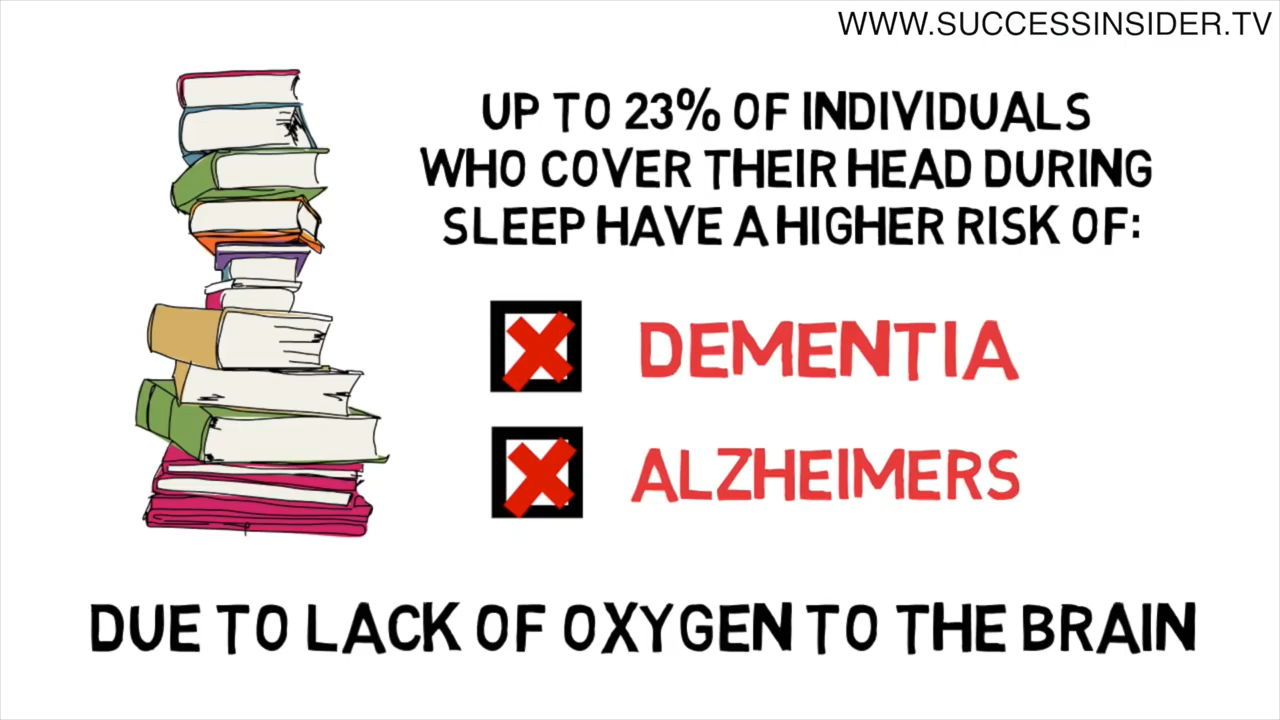 WWW.SUCCESSINSIDER.TV
UP TO 23% OF INDIVIDUALS
WHO COVER THEIR HEAD DURING
SLEEP HAVE A HIGHER RISK OF:
DEMENTIA
ALZHEIMERS
DUE TO LACK OF OXYGEN TO THE BRAIN